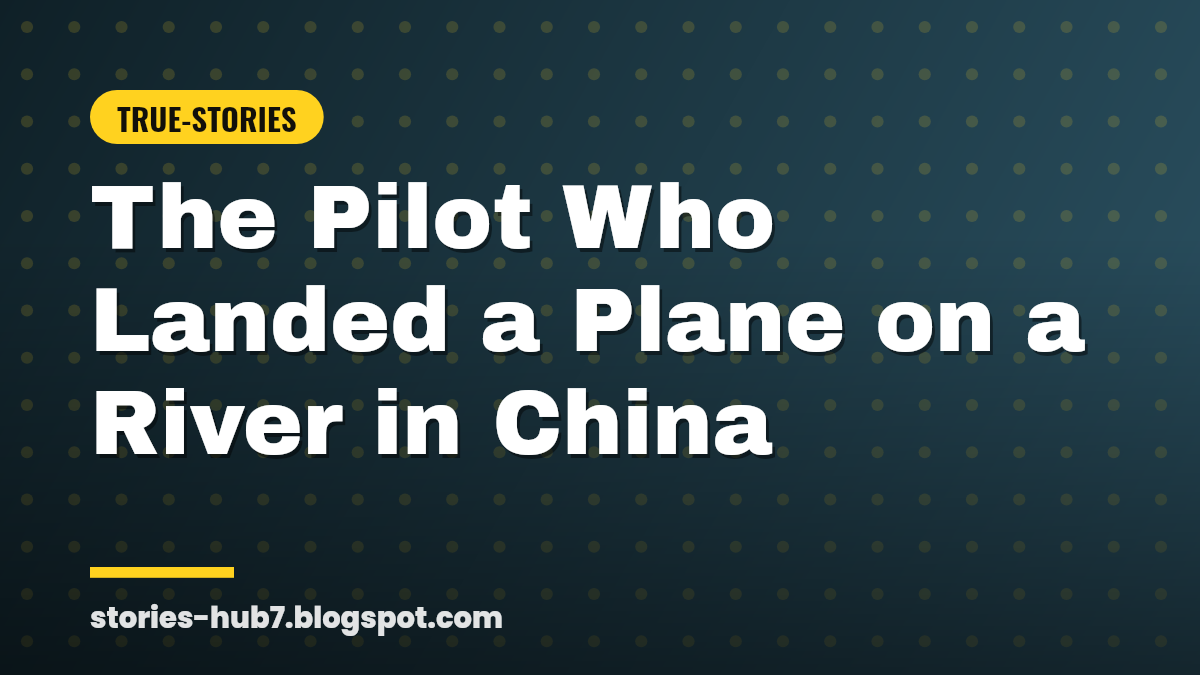 TRUE-STORIES
The Pilot Who
Landed a Plane on a
River in China
stories-hub7.blogspot.com